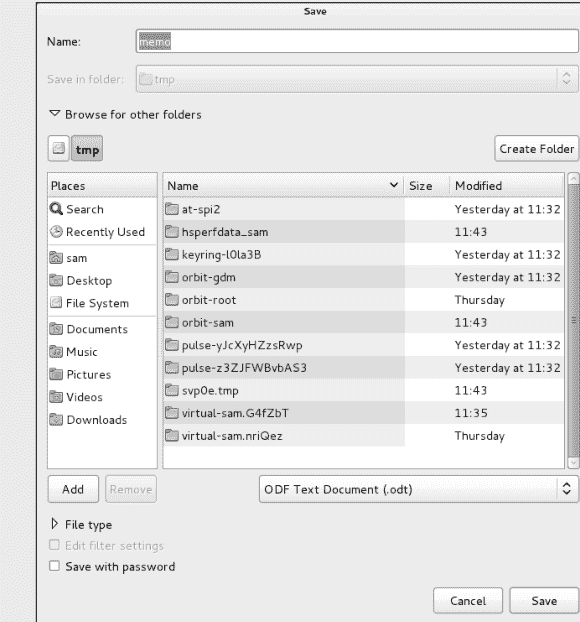 Save
Name: memo
Save in folder: tmp
Browse for other folders
tmp
Create Folder
Places
Name Size Modified
Search
Recently Used
sam
Desktop
File System
Documents
Music
Pictures
Videos
Downloads
at-spi2 Yesterday at 11:32
hsperfdata_sam 11:43
keyring-l0la3B Yesterday at 11:32
orbit-gdm Yesterday at 11:32
orbit-root Thursday
orbit-sam 11:43
pulse-yJcXyHZzsRwp Yesterday at 11:32
pulse-z3ZJFWBvbAS3 Yesterday at 11:32
svp0e.tmp 11:43
virtual-sam.G4fZbT 11:35
virtual-sam.nriQez Thursday
Add Remove
ODF Text Document (.odt)
File type
Edit filter settings
Save with password
Cancel Save